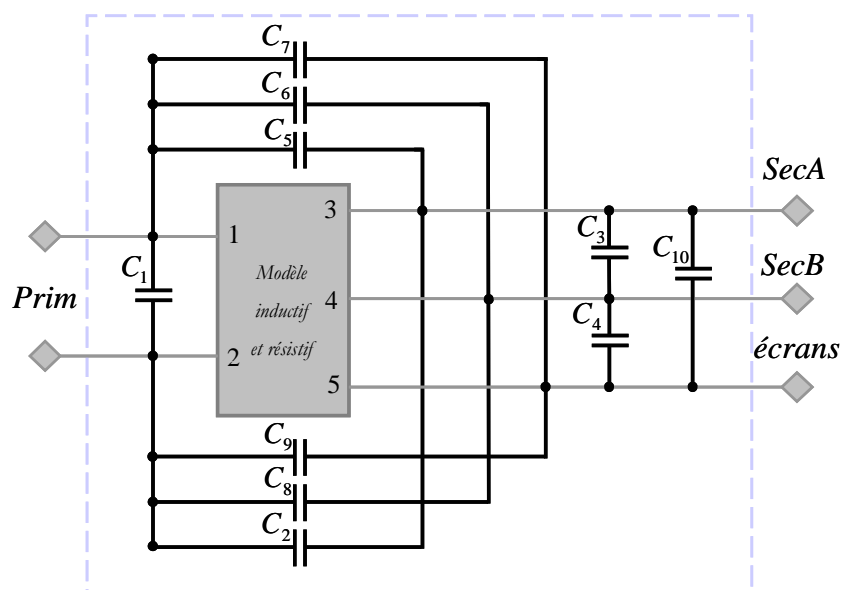 C7
C6
C5
SecA
3
1
C3
C10
C1
Modèle
SecB
Prim
inductif
4
C4
2
et résistif
écrans
5
C9
C8
C2